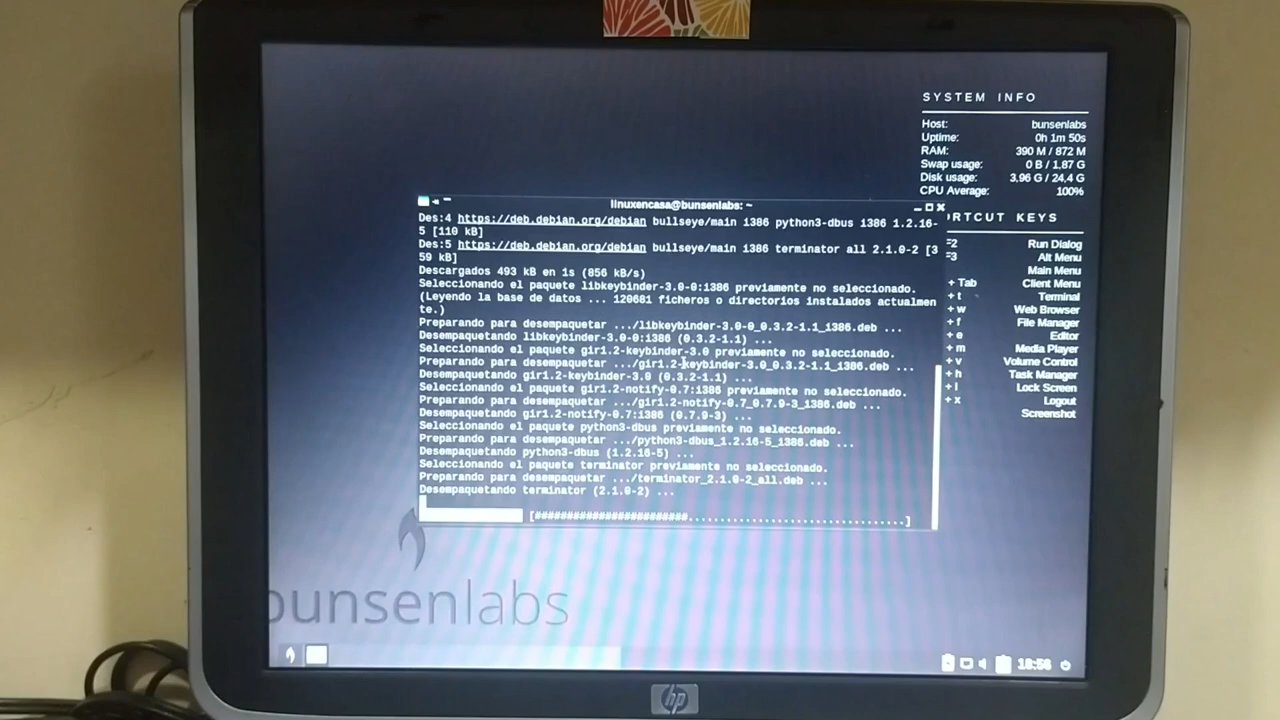 SYSTEM INFO
Host: bunsenlabs
Uptime: 0h 1m 50s
RAM: 390 M / 872 M
Swap usage: 0 B / 1,87 G
Disk usage: 3,96 G / 24,4 G
CPU Average: 100%
RTCUT KEYS
F2 Run Dialog
F3 Alt Menu
Main Menu
+ Tab Client Menu
+ t Terminal
+ w Web Browser
+ f File Manager
+ e Editor
+ m Media Player
+ v Volume Control
+ h Task Manager
+ l Lock Screen
+ x Logout
Screenshot
linuxencasa@bunsenlabs: ~
Des:4 https://deb.debian.org/debian bullseye/main i386 python3-dbus i386 1.2.16-
5 [110 kB]
Des:5 https://deb.debian.org/debian bullseye/main i386 terminator all 2.1.0-2 [3
59 kB]
Descargados 493 kB en 1s (856 kB/s)
Seleccionando el paquete libkeybinder-3.0-0:i386 previamente no seleccionado.
(Leyendo la base de datos ... 120681 ficheros o directorios instalados actualmen
te.)
Preparando para desempaquetar .../libkeybinder-3.0-0_0.3.2-1.1_i386.deb ...
Desempaquetando libkeybinder-3.0-0:i386 (0.3.2-1.1) ...
Seleccionando el paquete gir1.2-keybinder-3.0 previamente no seleccionado.
Preparando para desempaquetar .../gir1.2-keybinder-3.0_0.3.2-1.1_i386.deb ...
Desempaquetando gir1.2-keybinder-3.0 (0.3.2-1.1) ...
Seleccionando el paquete gir1.2-notify-0.7:i386 previamente no seleccionado.
Preparando para desempaquetar .../gir1.2-notify-0.7_0.7.9-3_i386.deb ...
Desempaquetando gir1.2-notify-0.7:i386 (0.7.9-3) ...
Seleccionando el paquete python3-dbus previamente no seleccionado.
Preparando para desempaquetar .../python3-dbus_1.2.16-5_i386.deb ...
Desempaquetando python3-dbus (1.2.16-5) ...
Seleccionando el paquete terminator previamente no seleccionado.
Preparando para desempaquetar .../terminator_2.1.0-2_all.deb ...
Desempaquetando terminator (2.1.0-2) ...
[########################..................................]
bunsenlabs
18:56
hp